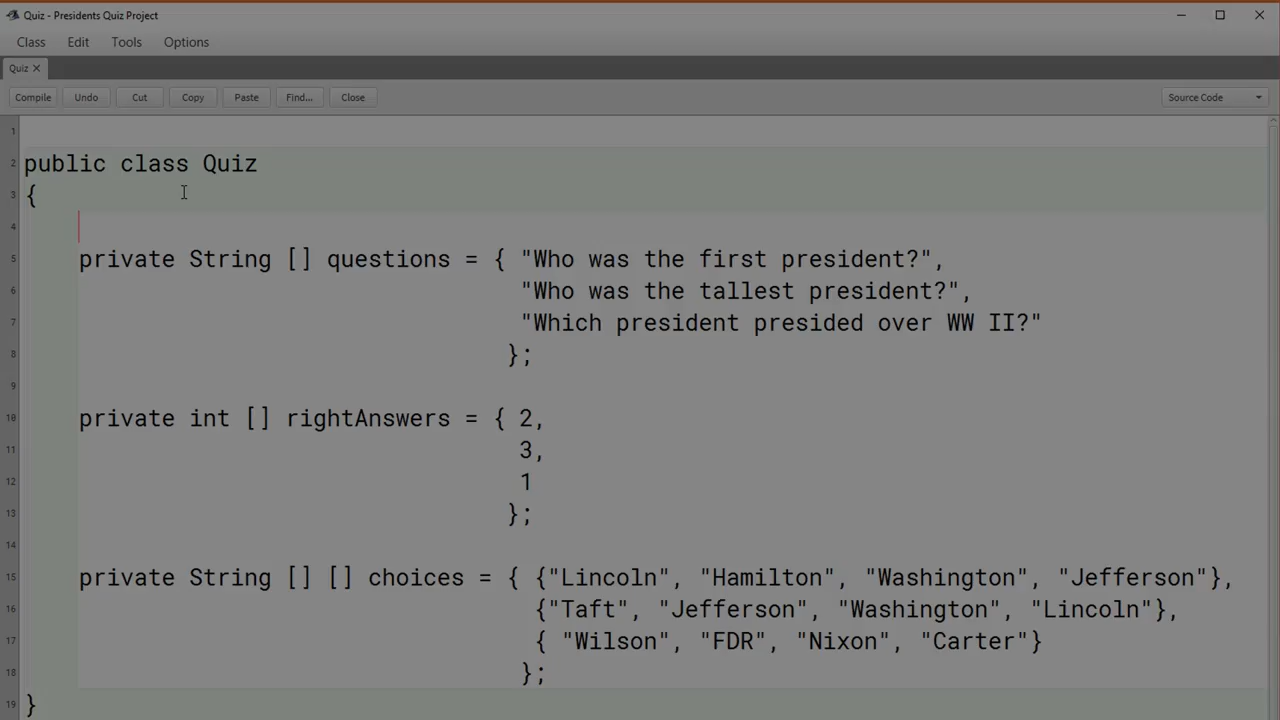 Quiz - Presidents Quiz Project
Class Edit Tools Options
Quiz
Compile Undo Cut Copy Paste Find... Close Source Code
1
2 public class Quiz
3 {
4
5 private String [] questions = { "Who was the first president?",
6 "Who was the tallest president?",
7 "Which president presided over WW II?"
8 };
9
10 private int [] rightAnswers = { 2,
11 3,
12 1
13 };
14
15 private String [] [] choices = { {"Lincoln", "Hamilton", "Washington", "Jefferson"},
16 {"Taft", "Jefferson", "Washington", "Lincoln"},
17 { "Wilson", "FDR", "Nixon", "Carter"}
18 };
19 }